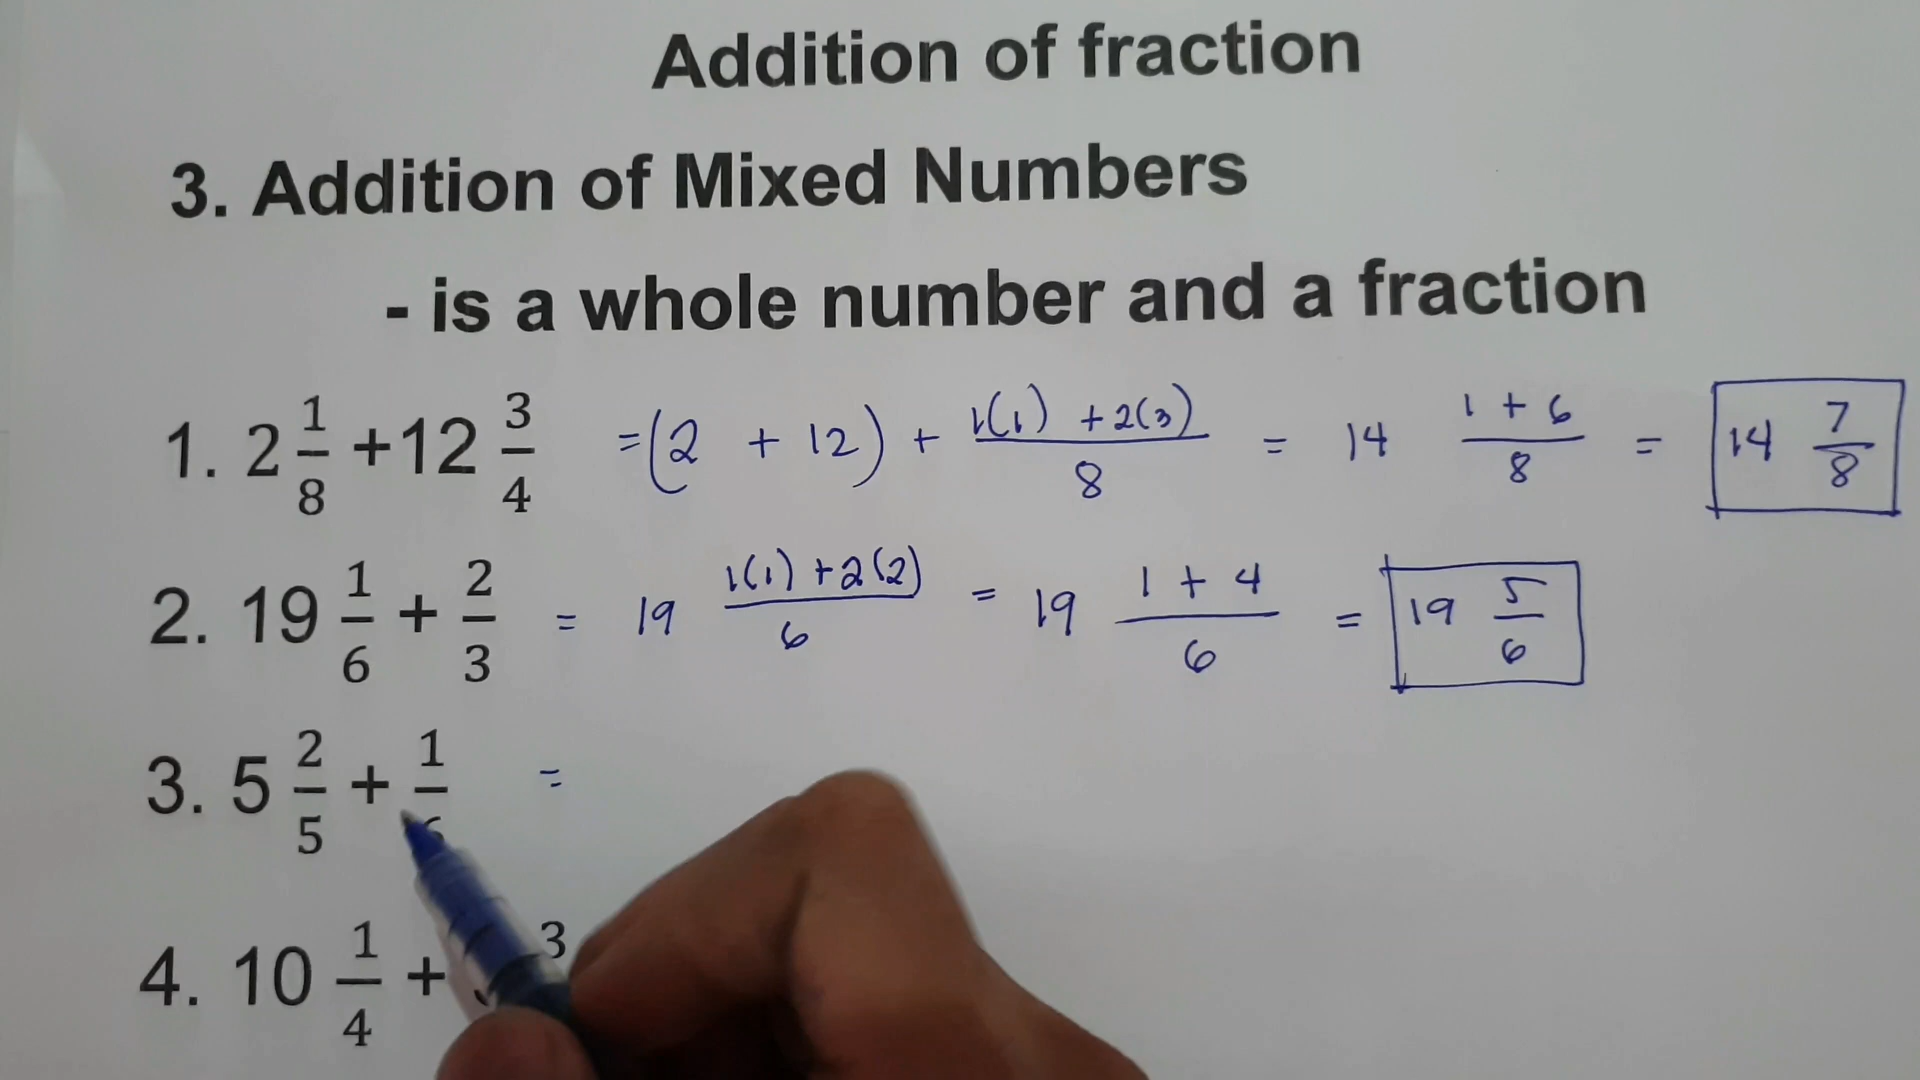 Addition of fraction
3. Addition of Mixed Numbers
- is a whole number and a fraction
1. 2 1/8 +12 3/4 = (2 + 12) + 1(1) + 2(3)/8 = 14 1 + 6/8 = 14 7/8
2. 19 1/6 + 2/3 = 19 1(1) + 2(2)/6 = 19 1 + 4/6 = 19 5/6
3. 5 2/5 + 1/ =
4. 10 1/4 + 3